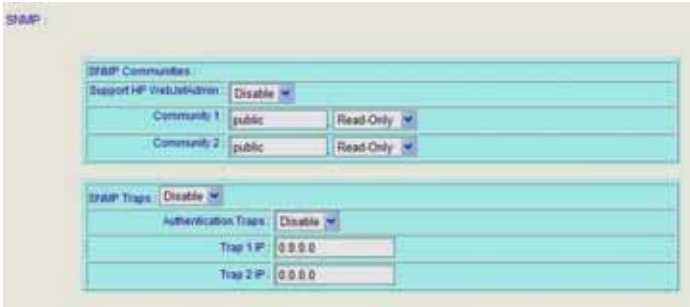 SNMP :
SNMP Communities
Support HP WebJetAdmin Disable
Community 1 public Read-Only
Community 2 public Read-Only
SNMP Traps Disable
Authentication Traps Disable
Trap 1 IP 0.0.0.0
Trap 2 IP 0.0.0.0